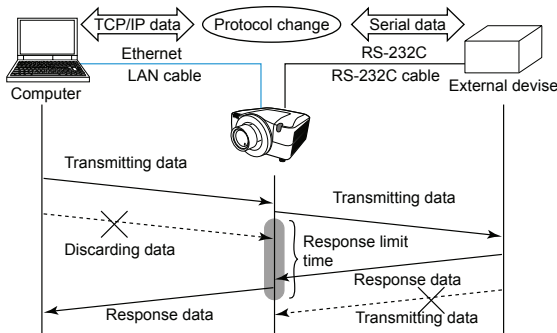 TCP/IP data
Protocol change
Serial data
Ethernet
RS-232C
LAN cable
RS-232C cable
Computer
External devise
Transmitting data
Transmitting data
Discarding data
Response limit
time
Response data
Response data
Transmitting data